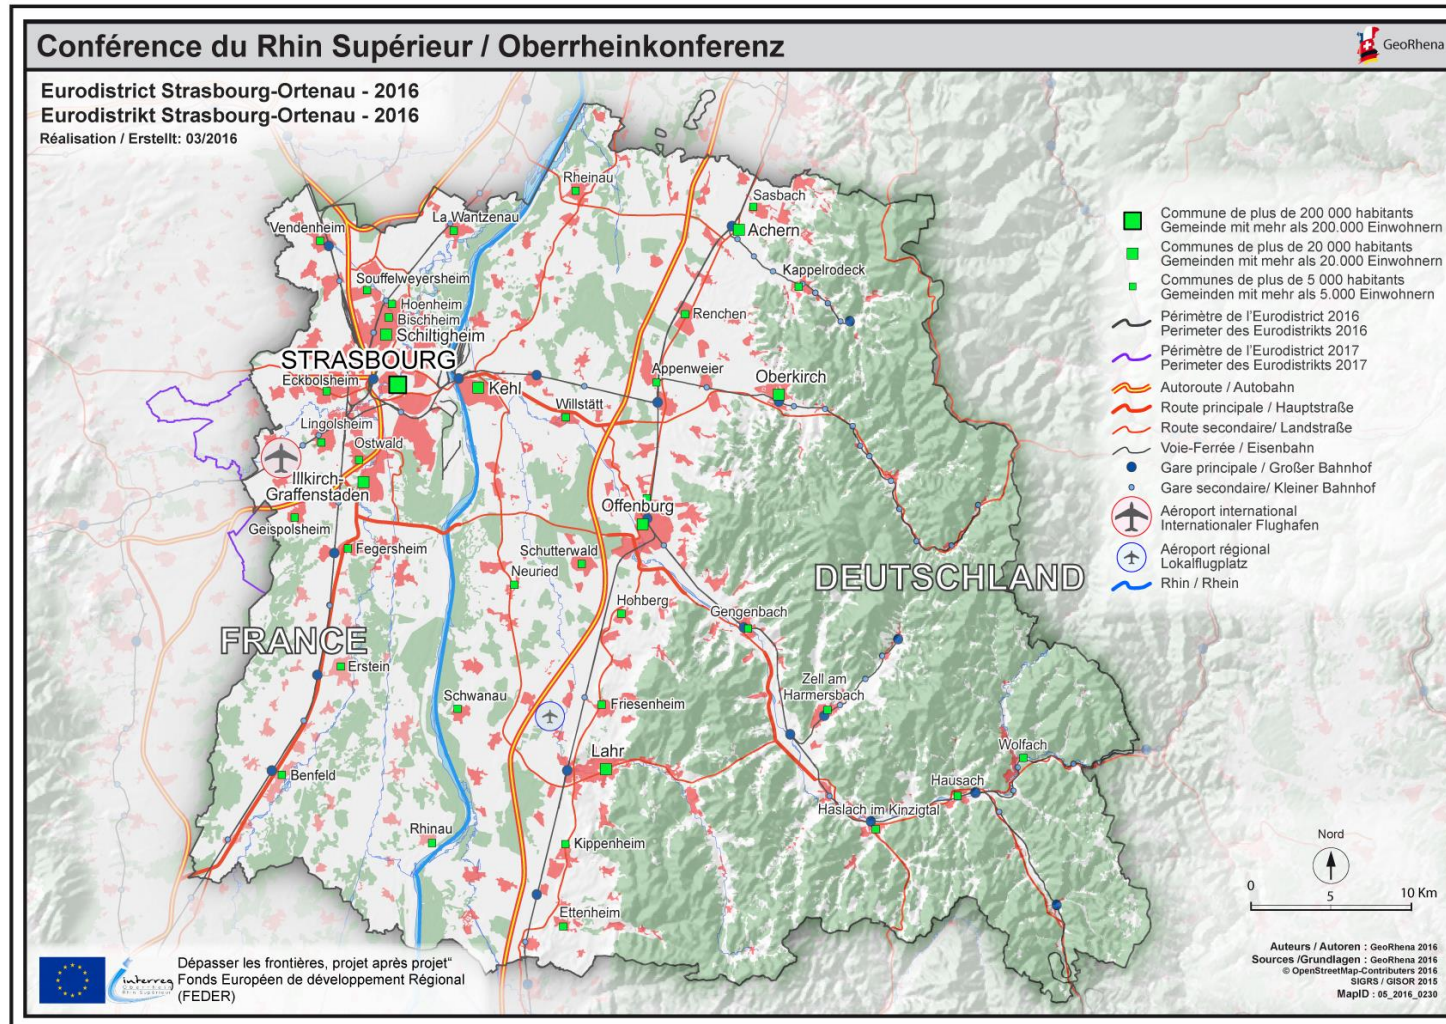 Conférence du Rhin Supérieur / Oberrheinkonferenz
GeoRhena
Eurodistrict Strasbourg-Ortenau - 2016
Eurodistrikt Strasbourg-Ortenau - 2016
Réalisation / Erstellt: 03/2016
Rheinau
Sasbach
La Wantzenau
Vendenheim
Achern
Kappelrodeck
Souffelweyersheim
Hoenheim
Bischheim
Schiltigheim
Renchen
STRASBOURG
Eckbolsheim
Kehl
Appenweier
Oberkirch
Willstätt
Lingolsheim
Ostwald
Illkirch-
Graffenstaden
Geispolsheim
Offenburg
Fegersheim
Schutterwald
Neuried
DEUTSCHLAND
Hohberg
Gengenbach
FRANCE
Erstein
Zell am
Harmersbach
Schwanau
Friesenheim
Lahr
Wolfach
Benfeld
Hausach
Haslach im Kinzigtal
Rhinau
Kippenheim
Ettenheim
Commune de plus de 200 000 habitants
Gemeinde mit mehr als 200.000 Einwohnern
Communes de plus de 20 000 habitants
Gemeinden mit mehr als 20.000 Einwohnern
Communes de plus de 5 000 habitants
Gemeinden mit mehr als 5.000 Einwohnern
Périmètre de l'Eurodistrict 2016
Perimeter des Eurodistrikts 2016
Périmètre de l'Eurodistrict 2017
Perimeter des Eurodistrikts 2017
Autoroute / Autobahn
Route principale / Hauptstraße
Route secondaire/ Landstraße
Voie-Ferrée / Eisenbahn
Gare principale / Großer Bahnhof
Gare secondaire/ Kleiner Bahnhof
Aéroport international
Internationaler Flughafen
Aéroport régional
Lokalflugplatz
Rhin / Rhein
Nord
0 5 10 Km
Auteurs / Autoren : GeoRhena 2016
Sources /Grundlagen : GeoRhena 2016
© OpenStreetMap-Contributers 2016
SIGRS / GISOR 2015
MapID : 05_2016_0230
interreg
Oberrhein
Rhin Supérieur
Dépasser les frontières, projet après projet“
Fonds Européen de développement Régional
(FEDER)